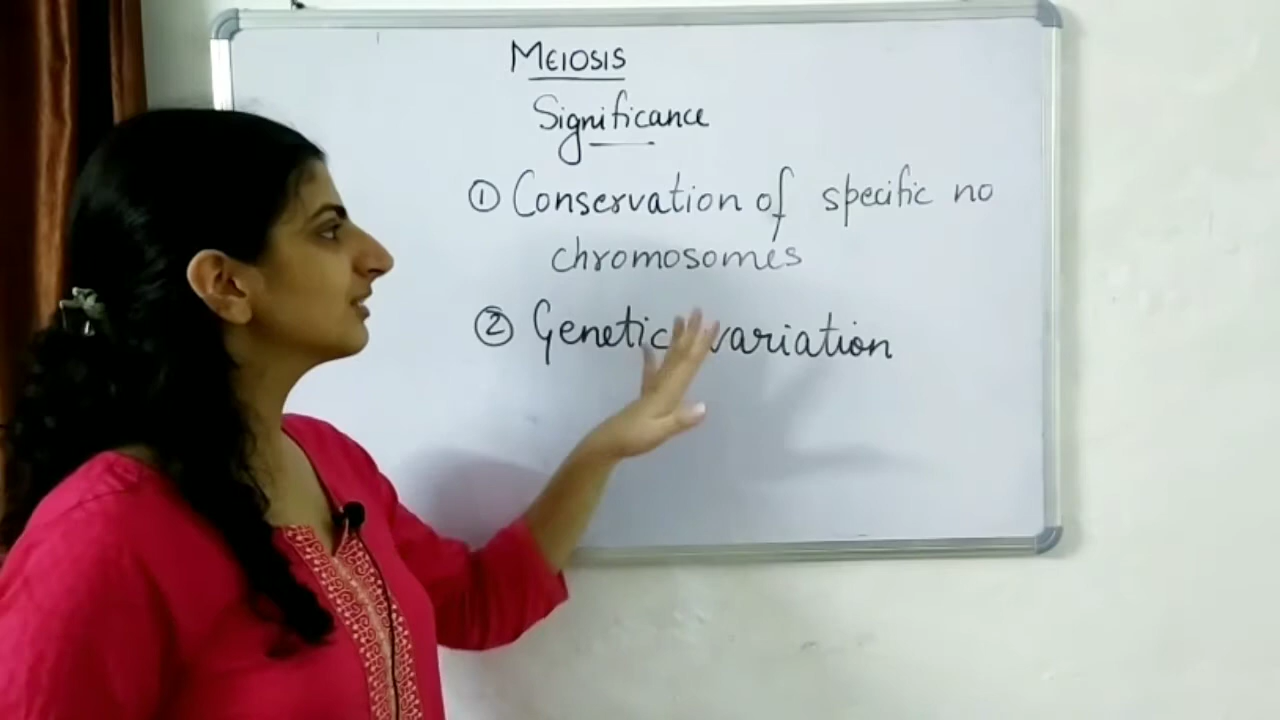 MEIOSIS
Significance
① Conservation of specific no
chromosomes
② Genetic variation